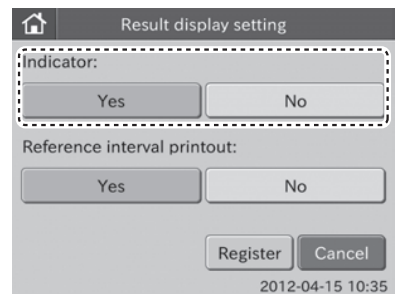 Result display setting
Indicator:
Yes No
Reference interval printout:
Yes No
Register Cancel
2012-04-15 10:35